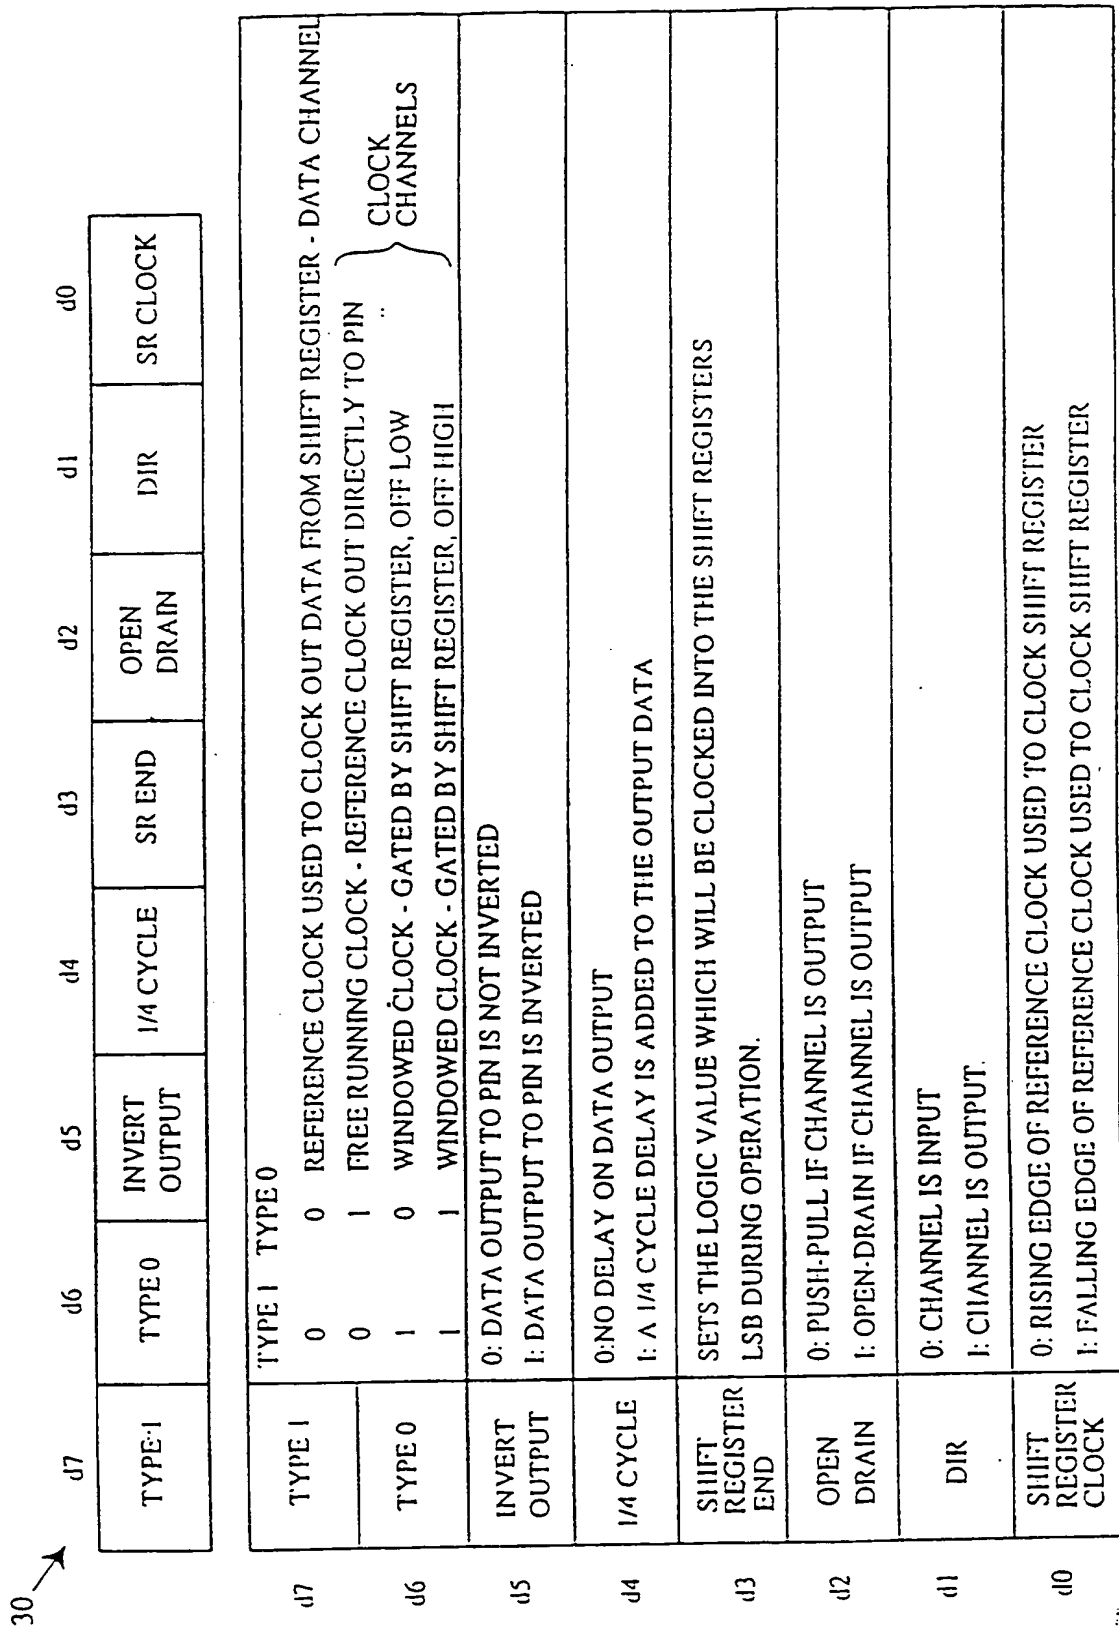 30
d7 d6 d5 d4 d3 d2 d1 d0
TYPE 1 TYPE 0 INVERT OUTPUT 1/4 CYCLE SR END OPEN DRAIN DIR SR CLOCK
d7 TYPE 1
d6 TYPE 0
TYPE 1 TYPE 0
0 0 REFERENCE CLOCK USED TO CLOCK OUT DATA FROM SHIFT REGISTER - DATA CHANNEL
0 1 FREE RUNNING CLOCK - REFERENCE CLOCK OUT DIRECTLY TO PIN
1 0 WINDOWED CLOCK - GATED BY SHIFT REGISTER, OFF LOW
1 1 WINDOWED CLOCK - GATED BY SHIFT REGISTER, OFF HIGH
CLOCK
CHANNELS
d5 INVERT OUTPUT
0: DATA OUTPUT TO PIN IS NOT INVERTED
1: DATA OUTPUT TO PIN IS INVERTED
d4 1/4 CYCLE
0:NO DELAY ON DATA OUTPUT
1: A 1/4 CYCLE DELAY IS ADDED TO THE OUTPUT DATA
d3 SHIFT REGISTER END
SETS THE LOGIC VALUE WHICH WILL BE CLOCKED INTO THE SHIFT REGISTERS
LSB DURING OPERATION.
d2 OPEN DRAIN
0: PUSH-PULL IF CHANNEL IS OUTPUT
1: OPEN-DRAIN IF CHANNEL IS OUTPUT
d1 DIR
0: CHANNEL IS INPUT
1: CHANNEL IS OUTPUT.
d0 SHIFT REGISTER CLOCK
0: RISING EDGE OF REFERENCE CLOCK USED TO CLOCK SHIFT REGISTER
1: FALLING EDGE OF REFERENCE CLOCK USED TO CLOCK SHIFT REGISTER